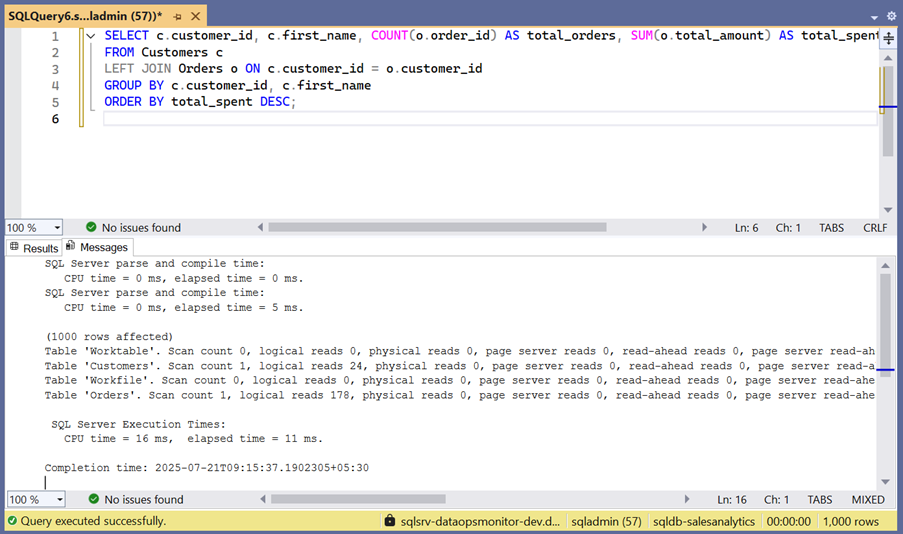 SQLQuery6.s...ladmin (57))*
1 SELECT c.customer_id, c.first_name, COUNT(o.order_id) AS total_orders, SUM(o.total_amount) AS total_spent
2 FROM Customers c
3 LEFT JOIN Orders o ON c.customer_id = o.customer_id
4 GROUP BY c.customer_id, c.first_name
5 ORDER BY total_spent DESC;
6
100 % No issues found Ln: 6 Ch: 1 TABS CRLF
Results Messages
SQL Server parse and compile time:
CPU time = 0 ms, elapsed time = 0 ms.
SQL Server parse and compile time:
CPU time = 0 ms, elapsed time = 5 ms.
(1000 rows affected)
Table 'Worktable'. Scan count 0, logical reads 0, physical reads 0, page server reads 0, read-ahead reads 0, page server read-ah
Table 'Customers'. Scan count 1, logical reads 24, physical reads 0, page server reads 0, read-ahead reads 0, page server read-a
Table 'Workfile'. Scan count 0, logical reads 0, physical reads 0, page server reads 0, read-ahead reads 0, page server read-ahe
Table 'Orders'. Scan count 1, logical reads 178, physical reads 0, page server reads 0, read-ahead reads 0, page server read-ahe
SQL Server Execution Times:
CPU time = 16 ms, elapsed time = 11 ms.
Completion time: 2025-07-21T09:15:37.1902305+05:30
100 % No issues found Ln: 16 Ch: 1 TABS MIXED
Query executed successfully. sqlsrv-dataopsmonitor-dev.d... sqladmin (57) sqldb-salesanalytics 00:00:00 1,000 rows